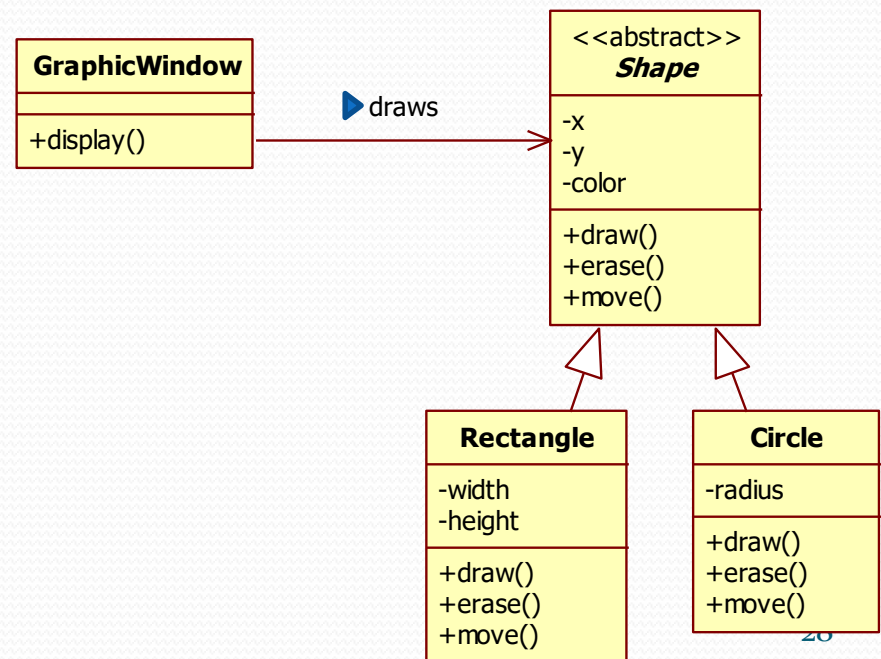 GraphicWindow
+display()
draws
<<abstract>>
Shape
-x
-y
-color
+draw()
+erase()
+move()
Rectangle
-width
-height
+draw()
+erase()
+move()
Circle
-radius
+draw()
+erase()
+move()